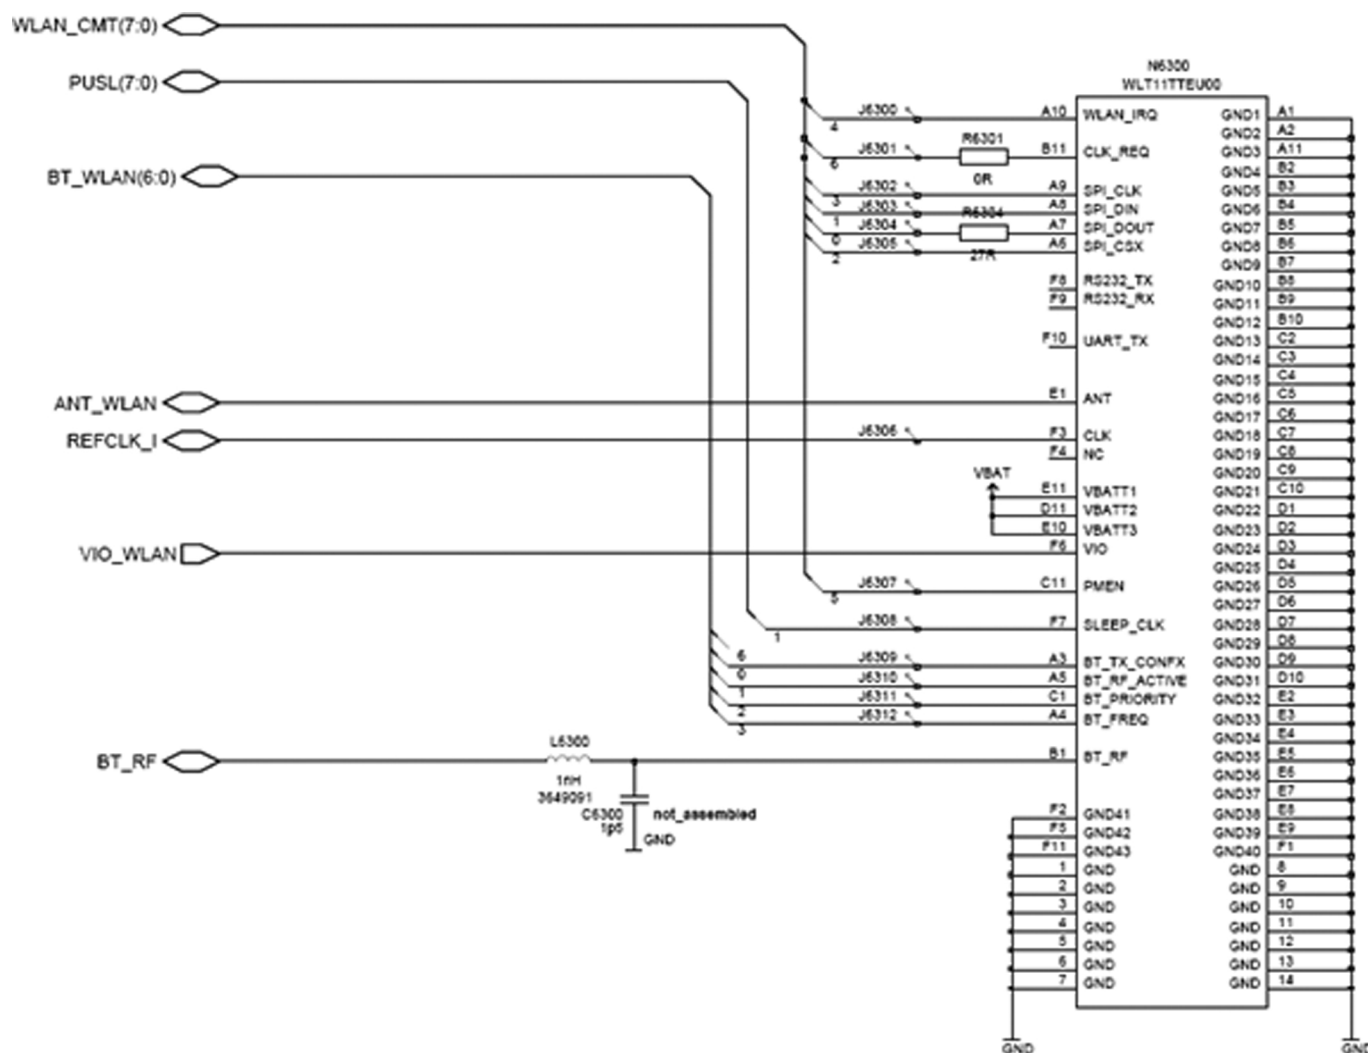 WLAN_CMT(7:0)
PUSL(7:0)
BT_WLAN(6:0)
N6300
WLT11TTEU00
4 J6300 A10 WLAN_IRQ GND1 A1
GND2 A2
6 J6301 R6301 0R B11 CLK_REQ GND3 A11
GND4 B2
3 J6302 A9 SPI_CLK GND5 B3
1 J6303 A8 SPI_DIN GND6 B4
0 J6304 R6304 27R A7 SPI_DOUT GND7 B5
2 J6305 A6 SPI_CSX GND8 B6
GND9 B7
F8 RS232_TX GND10 B8
F9 RS232_RX GND11 B9
GND12 B10
F10 UART_TX GND13 C2
GND14 C3
GND15 C4
ANT_WLAN E1 ANT GND16 C5
GND17 C6
REFCLK_I J6306 F3 CLK GND18 C7
F4 NC GND19 C8
VBAT GND20 C9
E11 VBATT1 GND21 C10
D11 VBATT2 GND22 D1
E10 VBATT3 GND23 D2
VIO_WLAN F6 VIO GND24 D3
GND25 D4
5 J6307 C11 PMEN GND26 D5
GND27 D6
1 J6308 F7 SLEEP_CLK GND28 D7
GND29 D8
6 J6309 A3 BT_TX_CONFX GND30 D9
0 J6310 A5 BT_RF_ACTIVE GND31 D10
1 J6311 C1 BT_PRIORITY GND32 E2
2 J6312 A4 BT_FREQ GND33 E3
3 GND34 E4
BT_RF L6300 B1 BT_RF GND35 E5
1nH GND36 E6
3649091 GND37 E7
C6300 not_assembled F2 GND41 GND38 E8
1p5 GND F5 GND42 GND39 E9
F11 GND43 GND40 F1
1 GND GND 8
2 GND GND 9
3 GND GND 10
4 GND GND 11
5 GND GND 12
6 GND GND 13
7 GND GND 14
GND GND